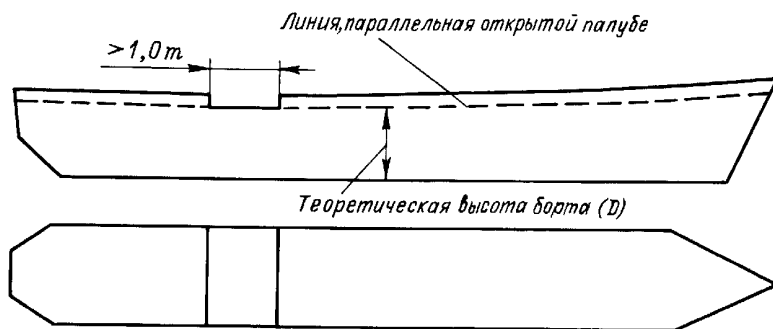 Линия, параллельная открытой палубе
>1,0m
Теоретическая высота борта (D)